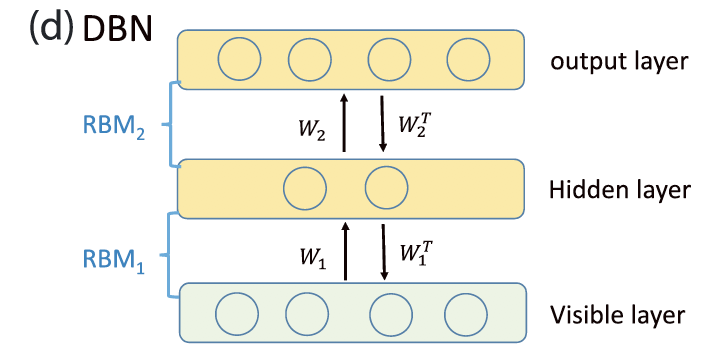 (d) DBN
output layer
RBM₂
W₂
W₂ᵀ
Hidden layer
RBM₁
W₁
W₁ᵀ
Visible layer